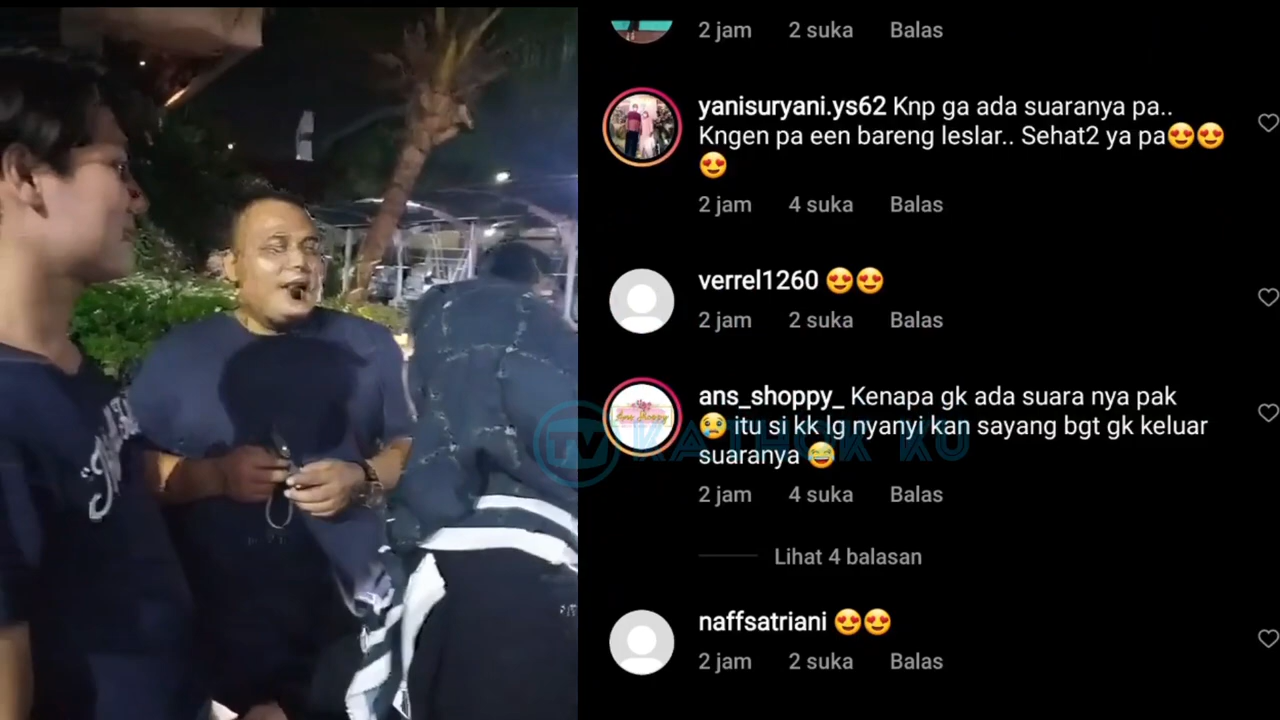 2 jam 2 suka Balas
yanisuryani.ys62 Knp ga ada suaranya pa..
Kngen pa een bareng leslar.. Sehat2 ya pa😍😍
😍
2 jam 4 suka Balas
verrel1260 😍😍
2 jam 2 suka Balas
ans_shoppy_ Kenapa gk ada suara nya pak
😢 itu si kk lg nyanyi kan sayang bgt gk keluar
suaranya 😂
2 jam 4 suka Balas
Lihat 4 balasan
naffsatriani 😍😍
2 jam 2 suka Balas
Ans Shoppy
TV